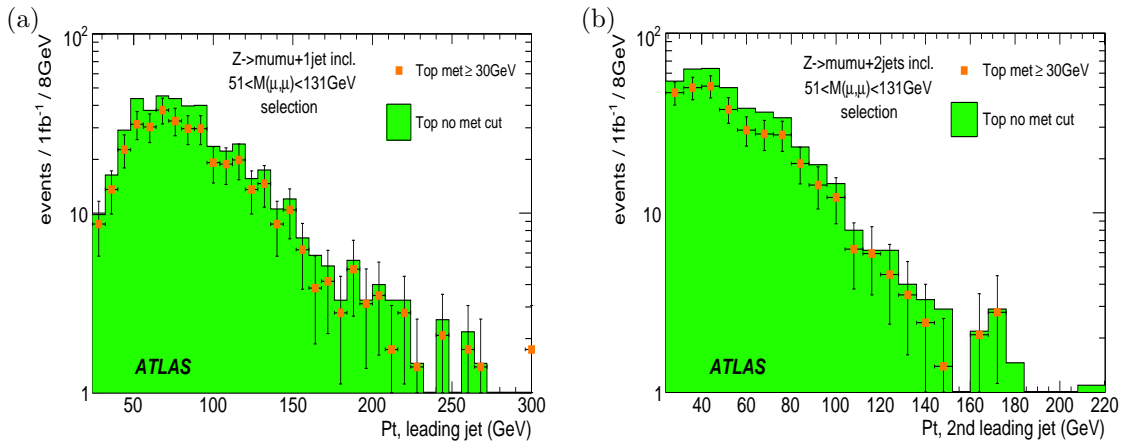 (a)
events / 1fb⁻¹ / 8GeV
10²
10
1
Z->mumu+1jet incl.
51<M(μ,μ)<131GeV
selection
Top met ≥ 30GeV
Top no met cut
ATLAS
50 100 150 200 250 300
Pt, leading jet (GeV)
(b)
events / 1fb⁻¹ / 8GeV
10²
10
1
Z->mumu+2jets incl.
51<M(μ,μ)<131GeV
selection
Top met ≥ 30GeV
Top no met cut
ATLAS
40 60 80 100 120 140 160 180 200 220
Pt, 2nd leading jet (GeV)